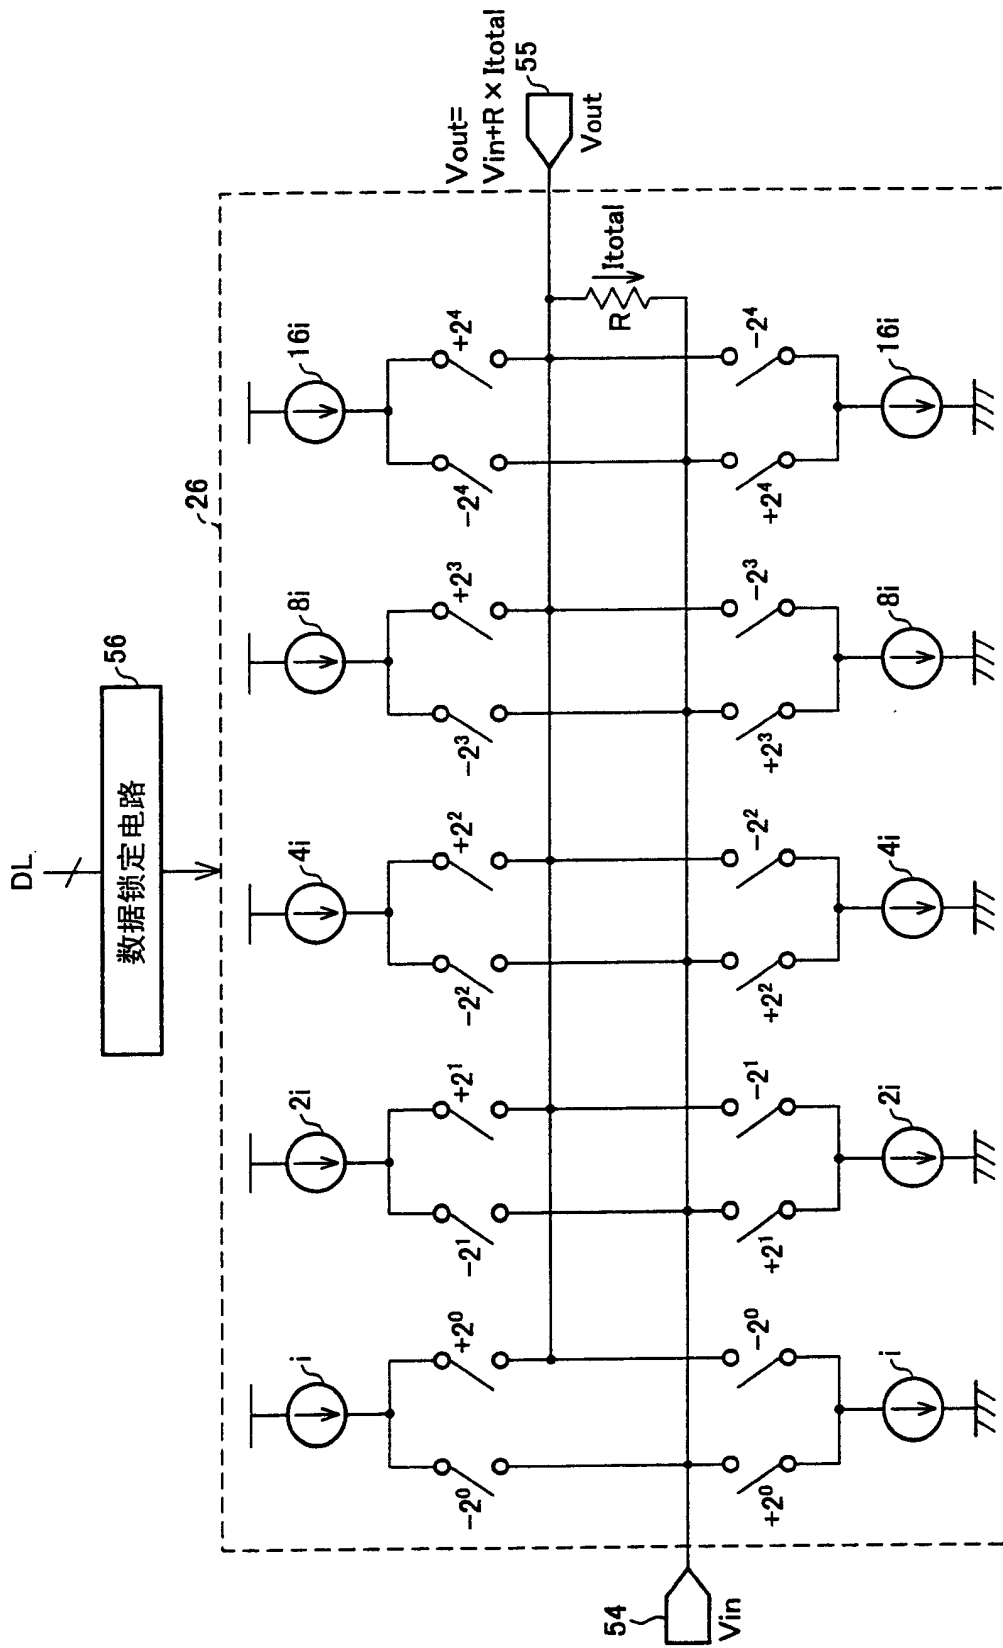 DL
数据锁定电路
56
26
i
2i
4i
8i
16i
−2⁰
+2⁰
−2¹
+2¹
−2²
+2²
−2³
+2³
−2⁴
+2⁴
Vout=
Vin+R×Itotal
55
Vout
R
Itotal
54
Vin
+2⁰
−2⁰
+2¹
−2¹
+2²
−2²
+2³
−2³
+2⁴
−2⁴
i
2i
4i
8i
16i